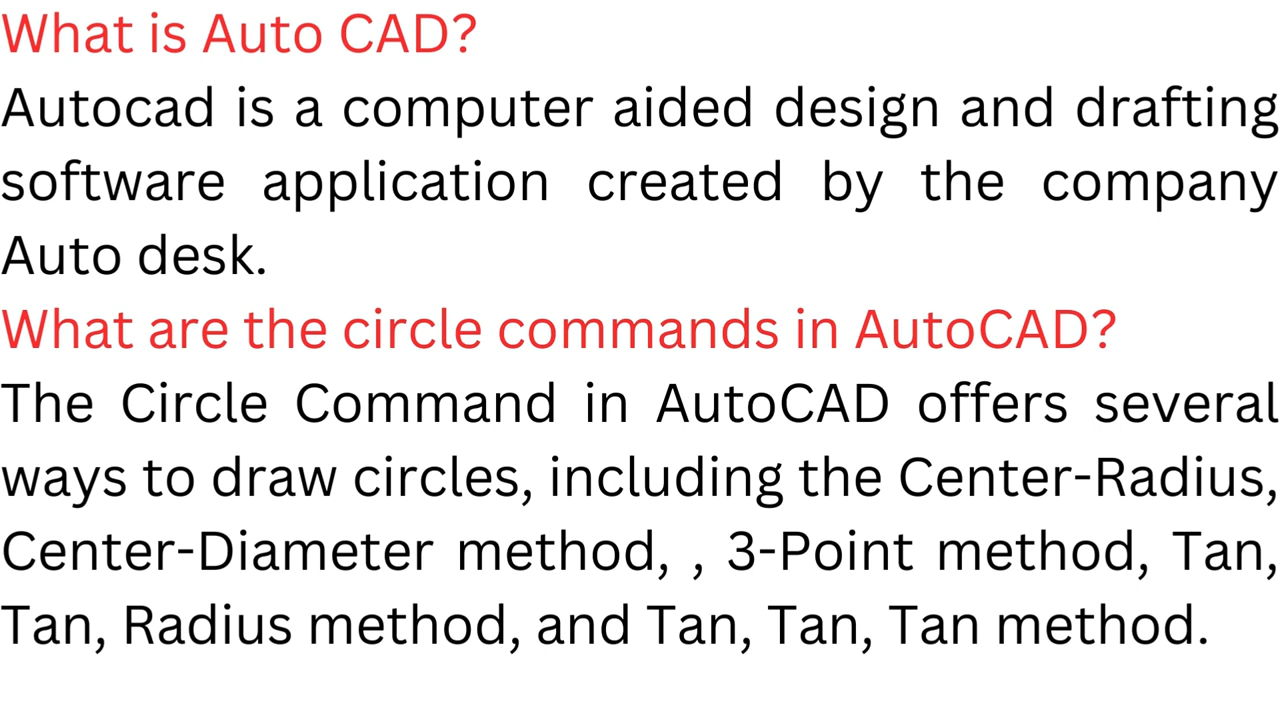 What is Auto CAD?
Autocad is a computer aided design and drafting
software application created by the company
Auto desk.
What are the circle commands in AutoCAD?
The Circle Command in AutoCAD offers several
ways to draw circles, including the Center-Radius,
Center-Diameter method, , 3-Point method, Tan,
Tan, Radius method, and Tan, Tan, Tan method.